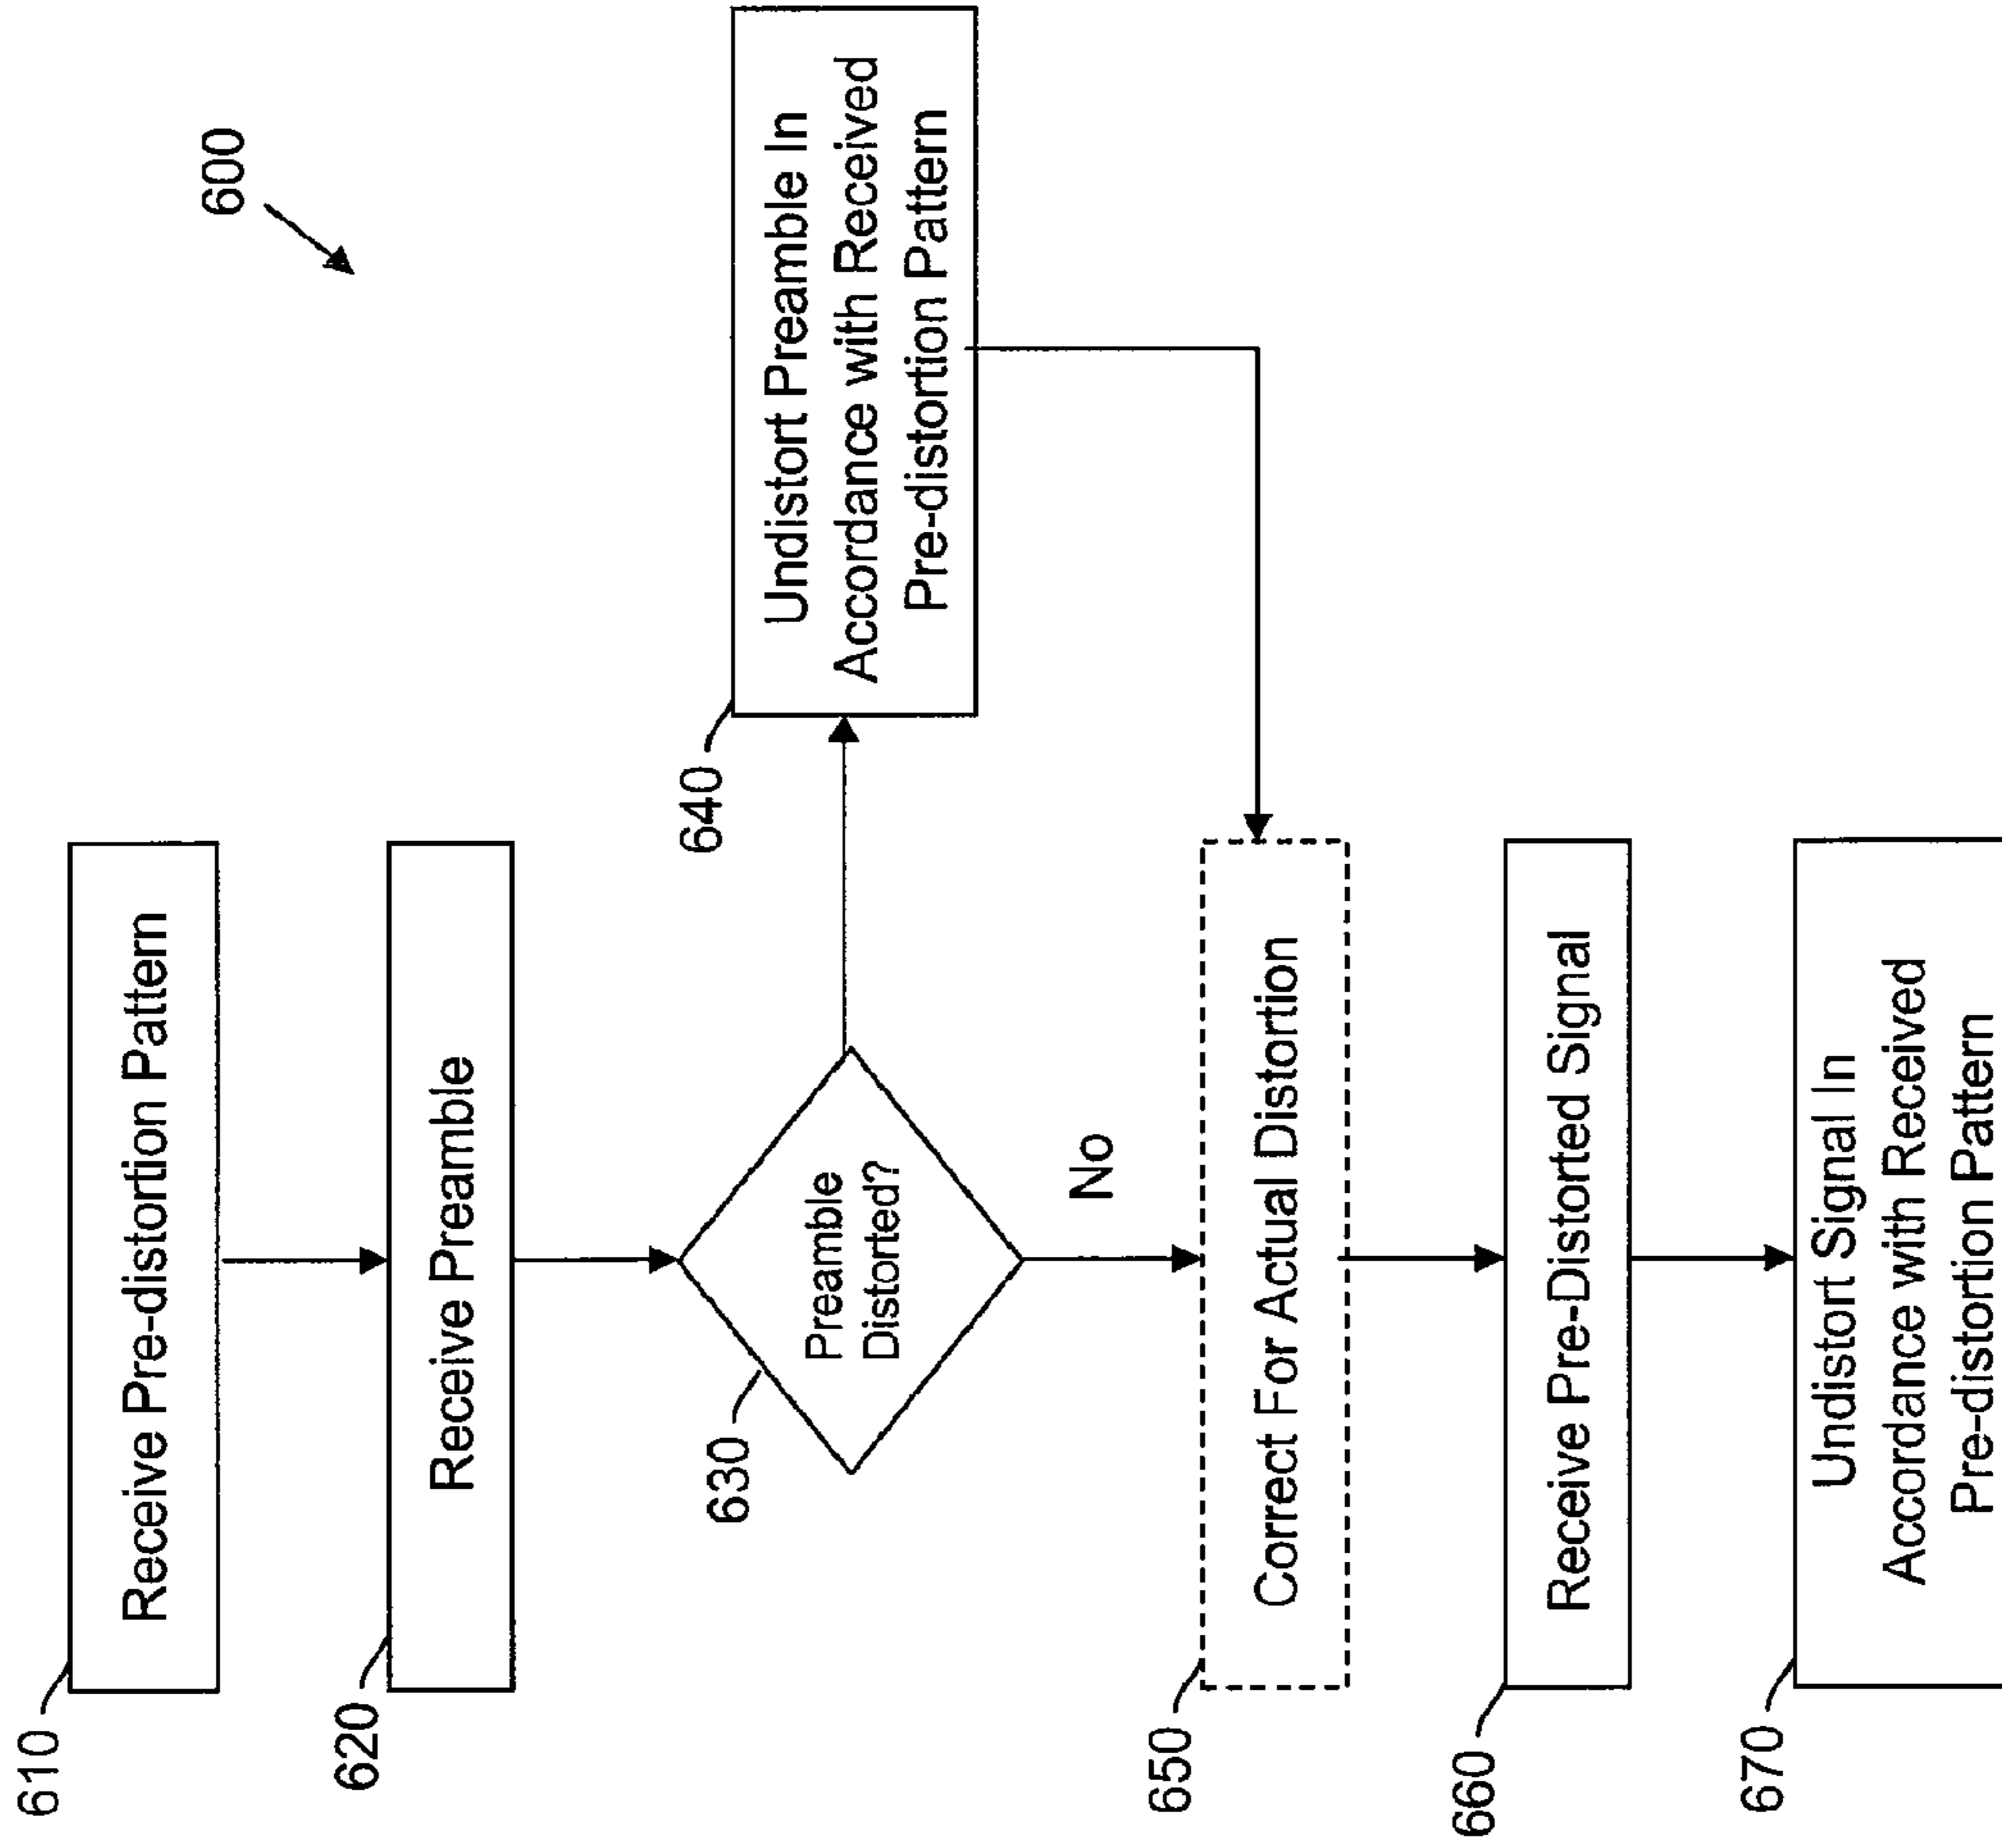 600
610
Receive Pre-distortion Pattern
620
Receive Preamble
630
Preamble
Distorted?
640
Undistort Preamble In
Accordance with Received
Pre-distortion Pattern
No
650
Correct For Actual Distortion
660
Receive Pre-Distorted Signal
670
Undistort Signal In
Accordance with Received
Pre-distortion Pattern